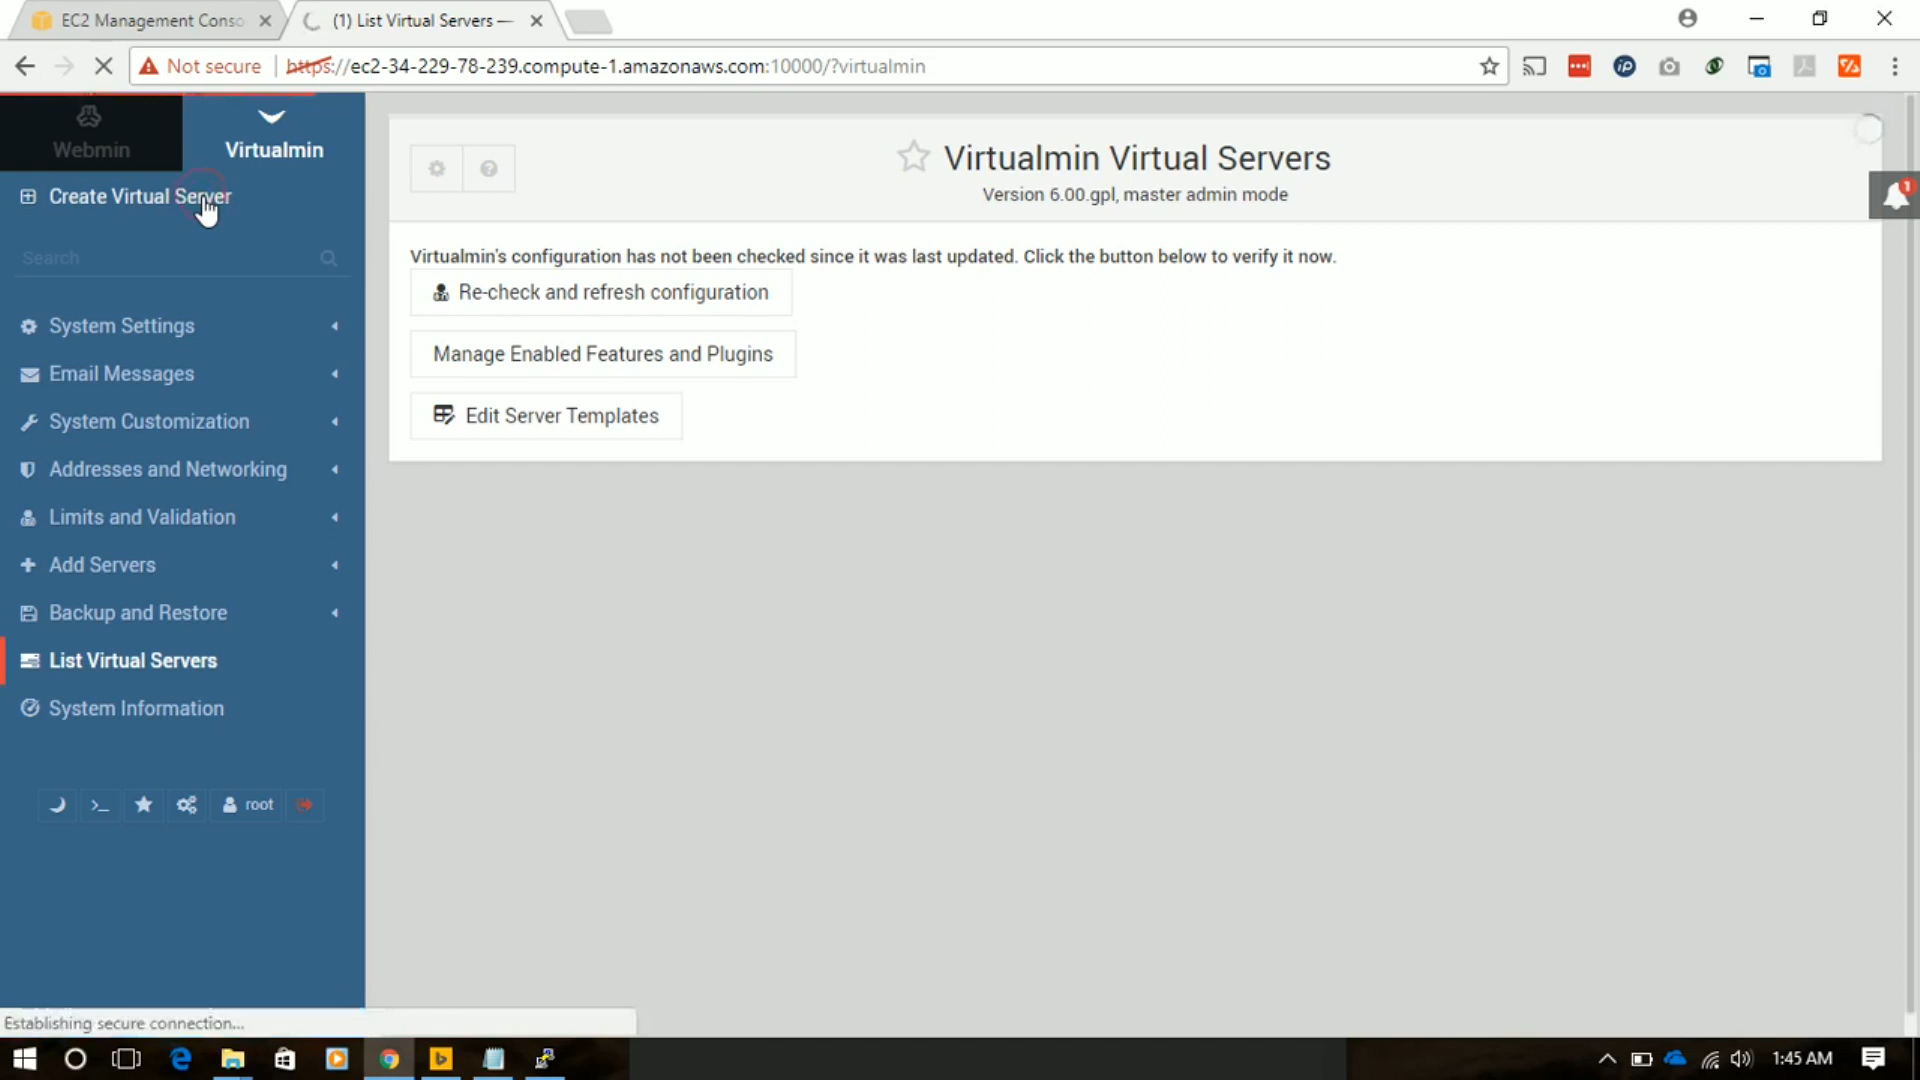 EC2 Management Conso
(1) List Virtual Servers —
Not secure
https://ec2-34-229-78-239.compute-1.amazonaws.com:10000/?virtualmin
Webmin
Virtualmin
Create Virtual Server
Search
System Settings
Email Messages
System Customization
Addresses and Networking
Limits and Validation
Add Servers
Backup and Restore
List Virtual Servers
System Information
root
Virtualmin Virtual Servers
Version 6.00.gpl, master admin mode
1
Virtualmin's configuration has not been checked since it was last updated. Click the button below to verify it now.
Re-check and refresh configuration
Manage Enabled Features and Plugins
Edit Server Templates
Establishing secure connection...
1:45 AM